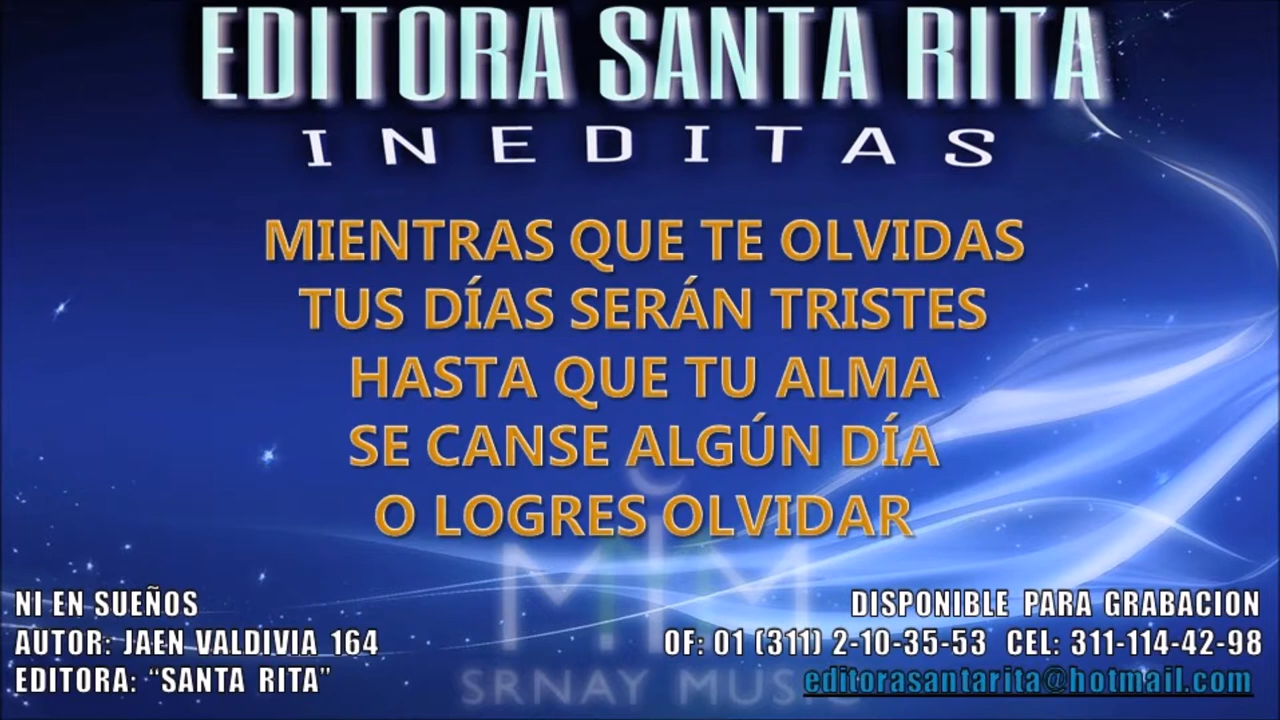 EDITORA SANTA RITA
INEDITAS
MIENTRAS QUE TE OLVIDAS
TUS DÍAS SERÁN TRISTES
HASTA QUE TU ALMA
SE CANSE ALGÚN DÍA
O LOGRES OLVIDAR
NI EN SUEÑOS
AUTOR: JAEN VALDIVIA 164
EDITORA: “SANTA RITA”
DISPONIBLE PARA GRABACION
OF: 01 (311) 2-10-35-53 CEL: 311-114-42-98
editorasantarita@hotmail.com
MIM
SRNAY MUSIC